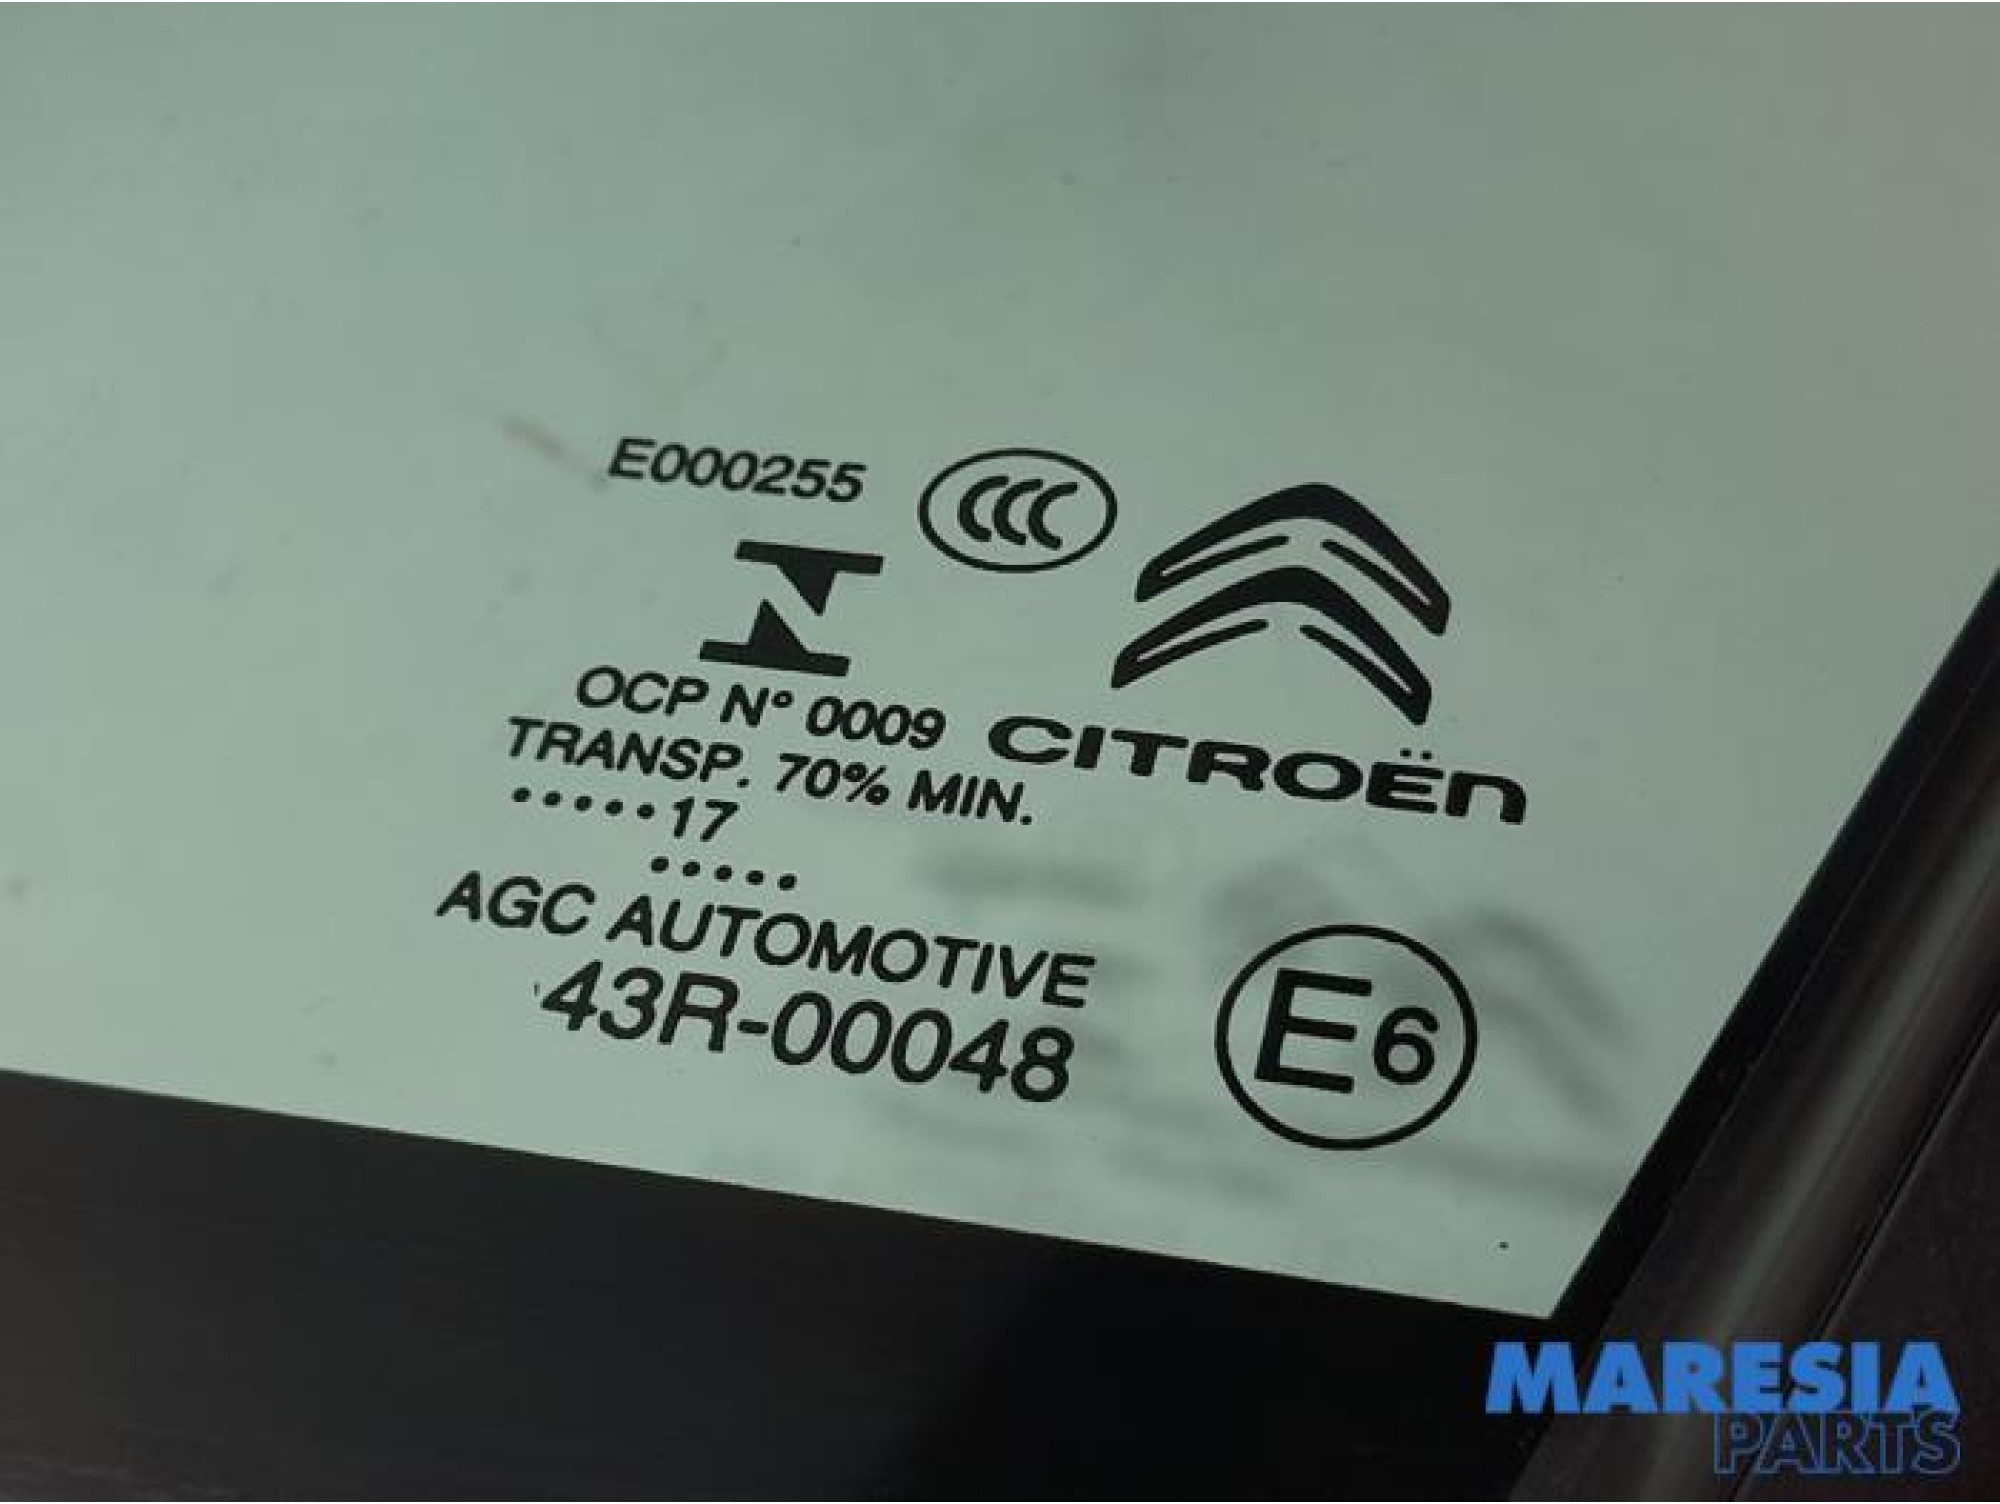 E000255
CCC
OCP N° 0009
CITROËN
TRANSP. 70% MIN.
•••••• 17
•••••
AGC AUTOMOTIVE
43R-00048
E6
MARESIA
PARTS